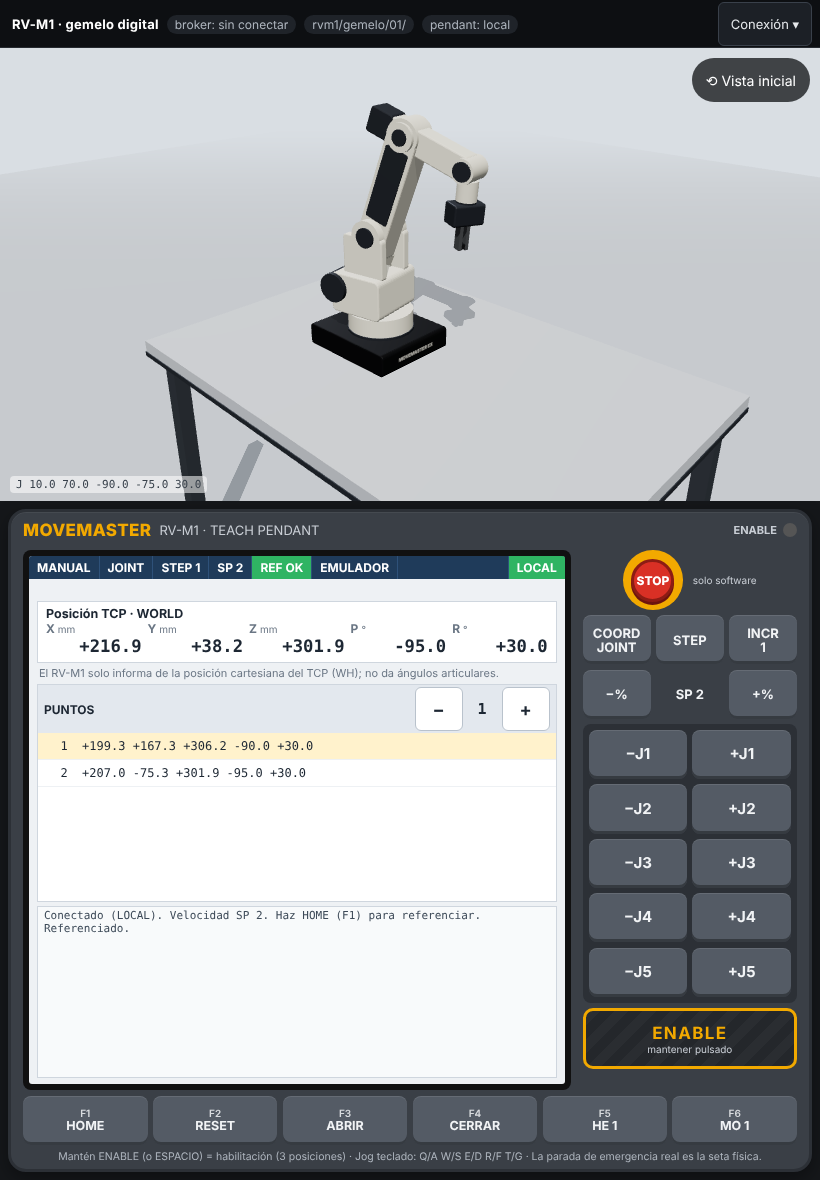 RV-M1 · gemelo digital broker: sin conectar rvm1/gemelo/01/ pendant: local Conexión ▾
⟲ Vista inicial
MOVEMASTER EX
J 10.0 70.0 -90.0 -75.0 30.0
MOVEMASTER RV-M1 · TEACH PENDANT ENABLE
MANUAL JOINT STEP 1 SP 2 REF OK EMULADOR LOCAL
Posición TCP · WORLD
X mm Y mm Z mm P ° R °
+216.9 +38.2 +301.9 -95.0 +30.0
El RV-M1 solo informa de la posición cartesiana del TCP (WH); no da ángulos articulares.
PUNTOS − 1 +
1 +199.3 +167.3 +306.2 -90.0 +30.0
2 +207.0 -75.3 +301.9 -95.0 +30.0
Conectado (LOCAL). Velocidad SP 2. Haz HOME (F1) para referenciar.
Referenciado.
STOP solo software
COORD
JOINT
STEP
INCR
1
−% SP 2 +%
−J1 +J1
−J2 +J2
−J3 +J3
−J4 +J4
−J5 +J5
ENABLE
mantener pulsado
F1
HOME
F2
RESET
F3
ABRIR
F4
CERRAR
F5
HE 1
F6
MO 1
Mantén ENABLE (o ESPACIO) = habilitación (3 posiciones) · Jog teclado: Q/A W/S E/D R/F T/G · La parada de emergencia real es la seta física.